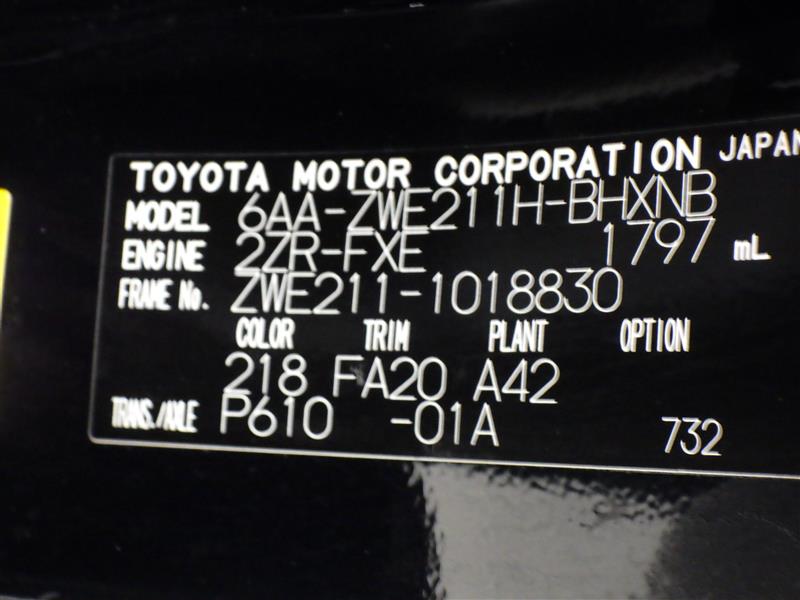 TOYOTA MOTOR CORPORATION JAPAN
MODEL 6AA-ZWE211H-BHXNB
ENGINE 2ZR-FXE 1797 mL
FRAME No. ZWE211-1018830
COLOR TRIM PLANT OPTION
218 FA20 A42
TRANS./AXLE P610 -01A 732